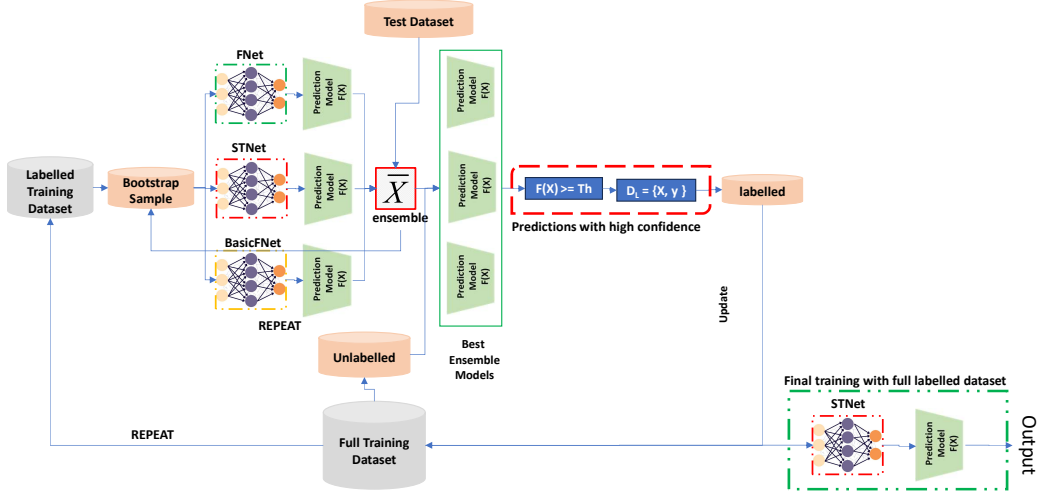 Test Dataset
FNet
Prediction
Model
F(X)
Prediction
Model
F(X)
Labelled
Training
Dataset
Bootstrap
Sample
STNet
Prediction
Model
F(X)
X
ensemble
Prediction
Model
F(X)
F(X) >= Th
D_L = {X, y }
labelled
Predictions with high confidence
BasicFNet
Prediction
Model
F(X)
Prediction
Model
F(X)
REPEAT
Update
Unlabelled
Best
Ensemble
Models
Final training with full labelled dataset
STNet
Prediction
Model
F(X)
Output
REPEAT
Full Training
Dataset